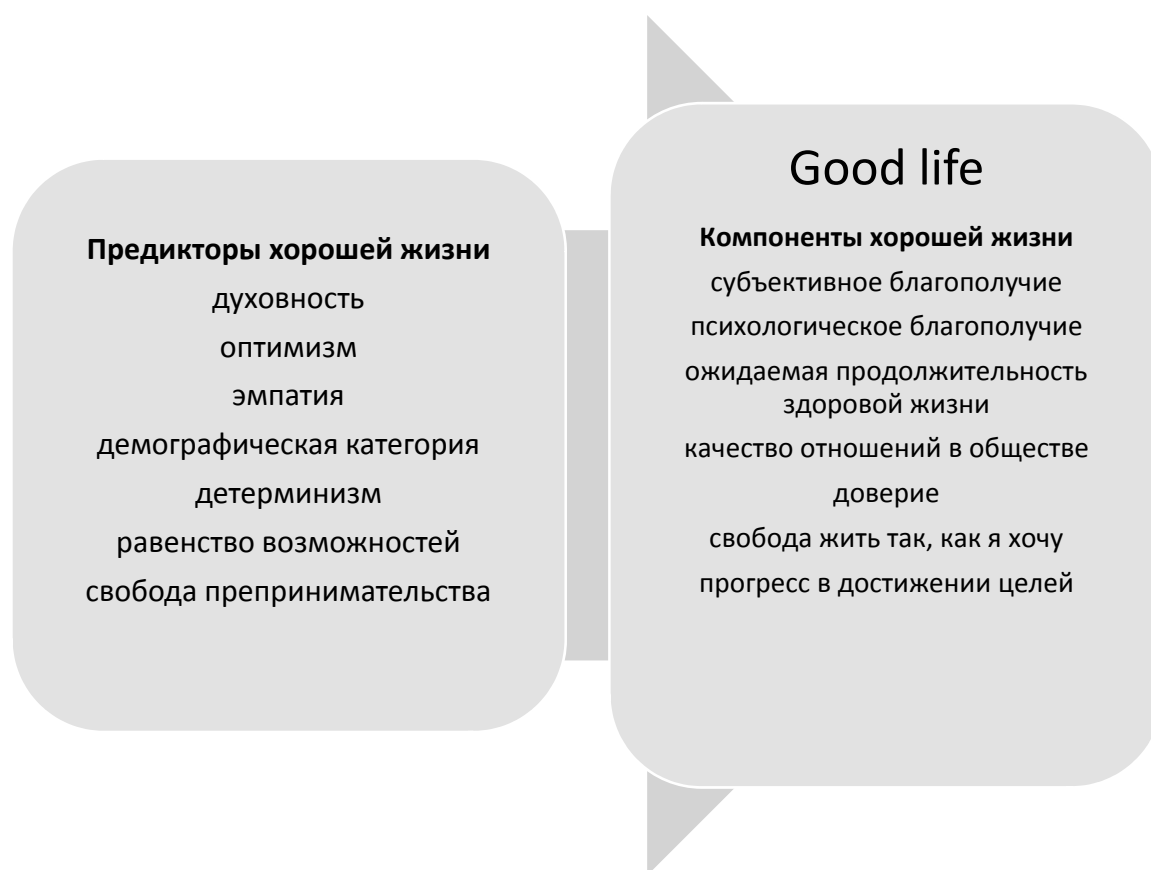 Предикторы хорошей жизни
духовность
оптимизм
эмпатия
демографическая категория
детерминизм
равенство возможностей
свобода препринимательства
Good life
Компоненты хорошей жизни
субъективное благополучие
психологическое благополучие
ожидаемая продолжительность
здоровой жизни
качество отношений в обществе
доверие
свобода жить так, как я хочу
прогресс в достижении целей